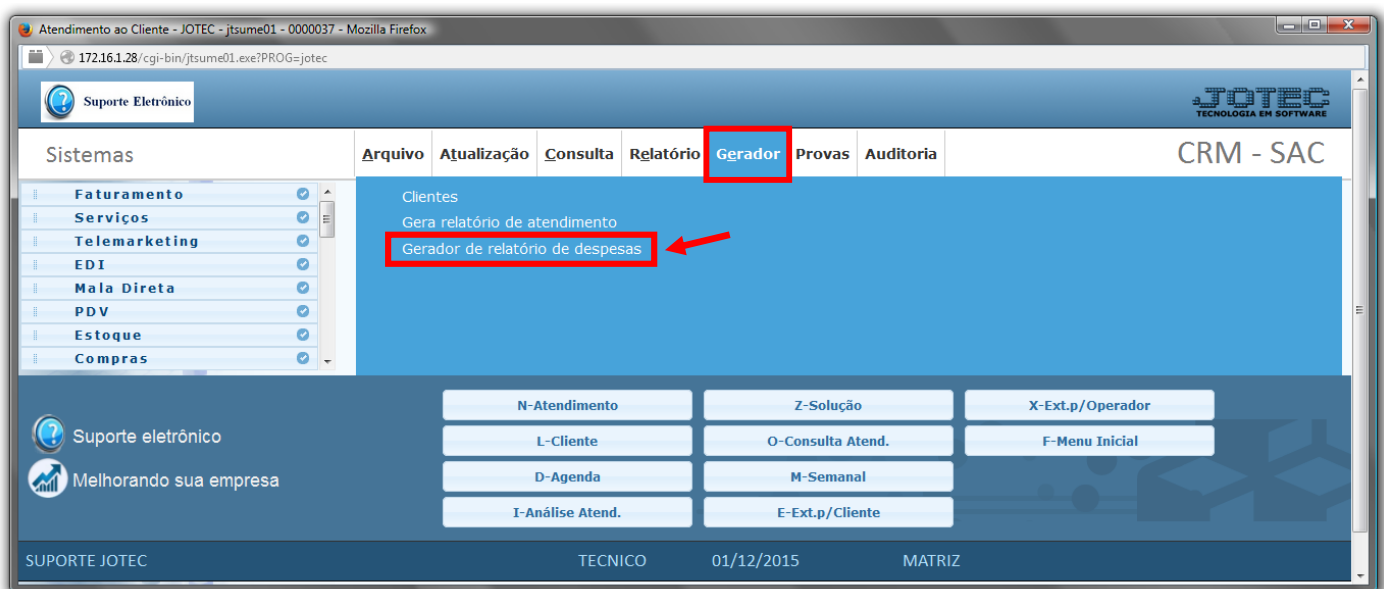 Atendimento ao Cliente - JOTEC - jtsume01 - 0000037 - Mozilla Firefox
172.16.1.28/cgi-bin/jtsume01.exe?PROG=jotec
Suporte Eletrônico
JOTEC
TECNOLOGIA EM SOFTWARE
Sistemas
Arquivo Atualização Consulta Relatório Gerador Provas Auditoria
CRM - SAC
Faturamento
Serviços
Telemarketing
EDI
Mala Direta
PDV
Estoque
Compras
Clientes
Gera relatório de atendimento
Gerador de relatório de despesas
N-Atendimento Z-Solução X-Ext.p/Operador
L-Cliente O-Consulta Atend. F-Menu Inicial
D-Agenda M-Semanal
I-Análise Atend. E-Ext.p/Cliente
Suporte eletrônico
Melhorando sua empresa
SUPORTE JOTEC TECNICO 01/12/2015 MATRIZ